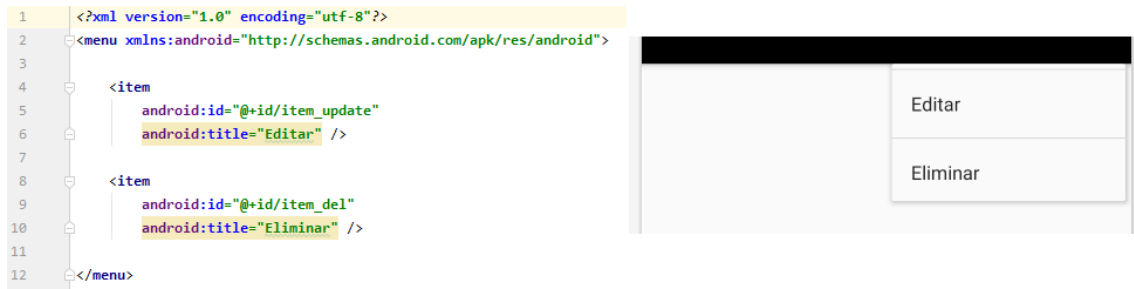 1 <?xml version="1.0" encoding="utf-8"?>
2 <menu xmlns:android="http://schemas.android.com/apk/res/android">
3
4 <item
5 android:id="@+id/item_update"
6 android:title="Editar" />
7
8 <item
9 android:id="@+id/item_del"
10 android:title="Eliminar" />
11
12 </menu>
Editar
Eliminar